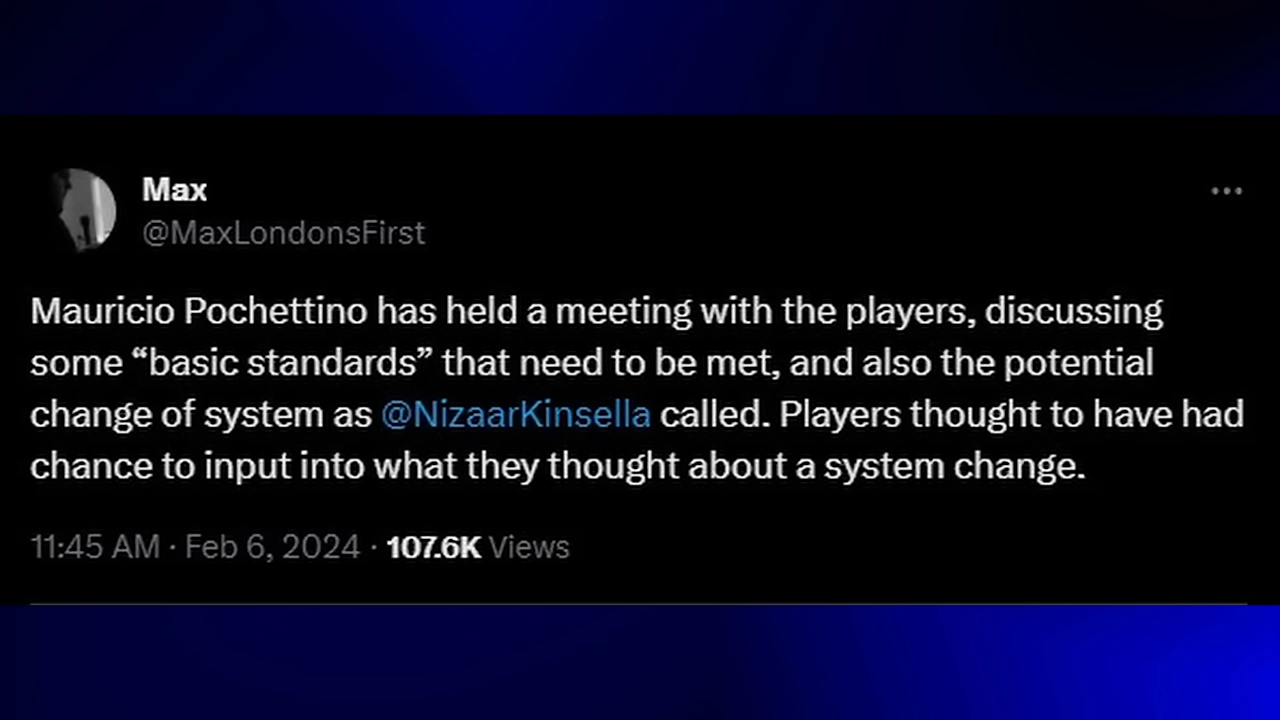 Max
@MaxLondonsFirst
Mauricio Pochettino has held a meeting with the players, discussing
some “basic standards” that need to be met, and also the potential
change of system as @NizaarKinsella called. Players thought to have had
chance to input into what they thought about a system change.
11:45 AM · Feb 6, 2024 · 107.6K Views